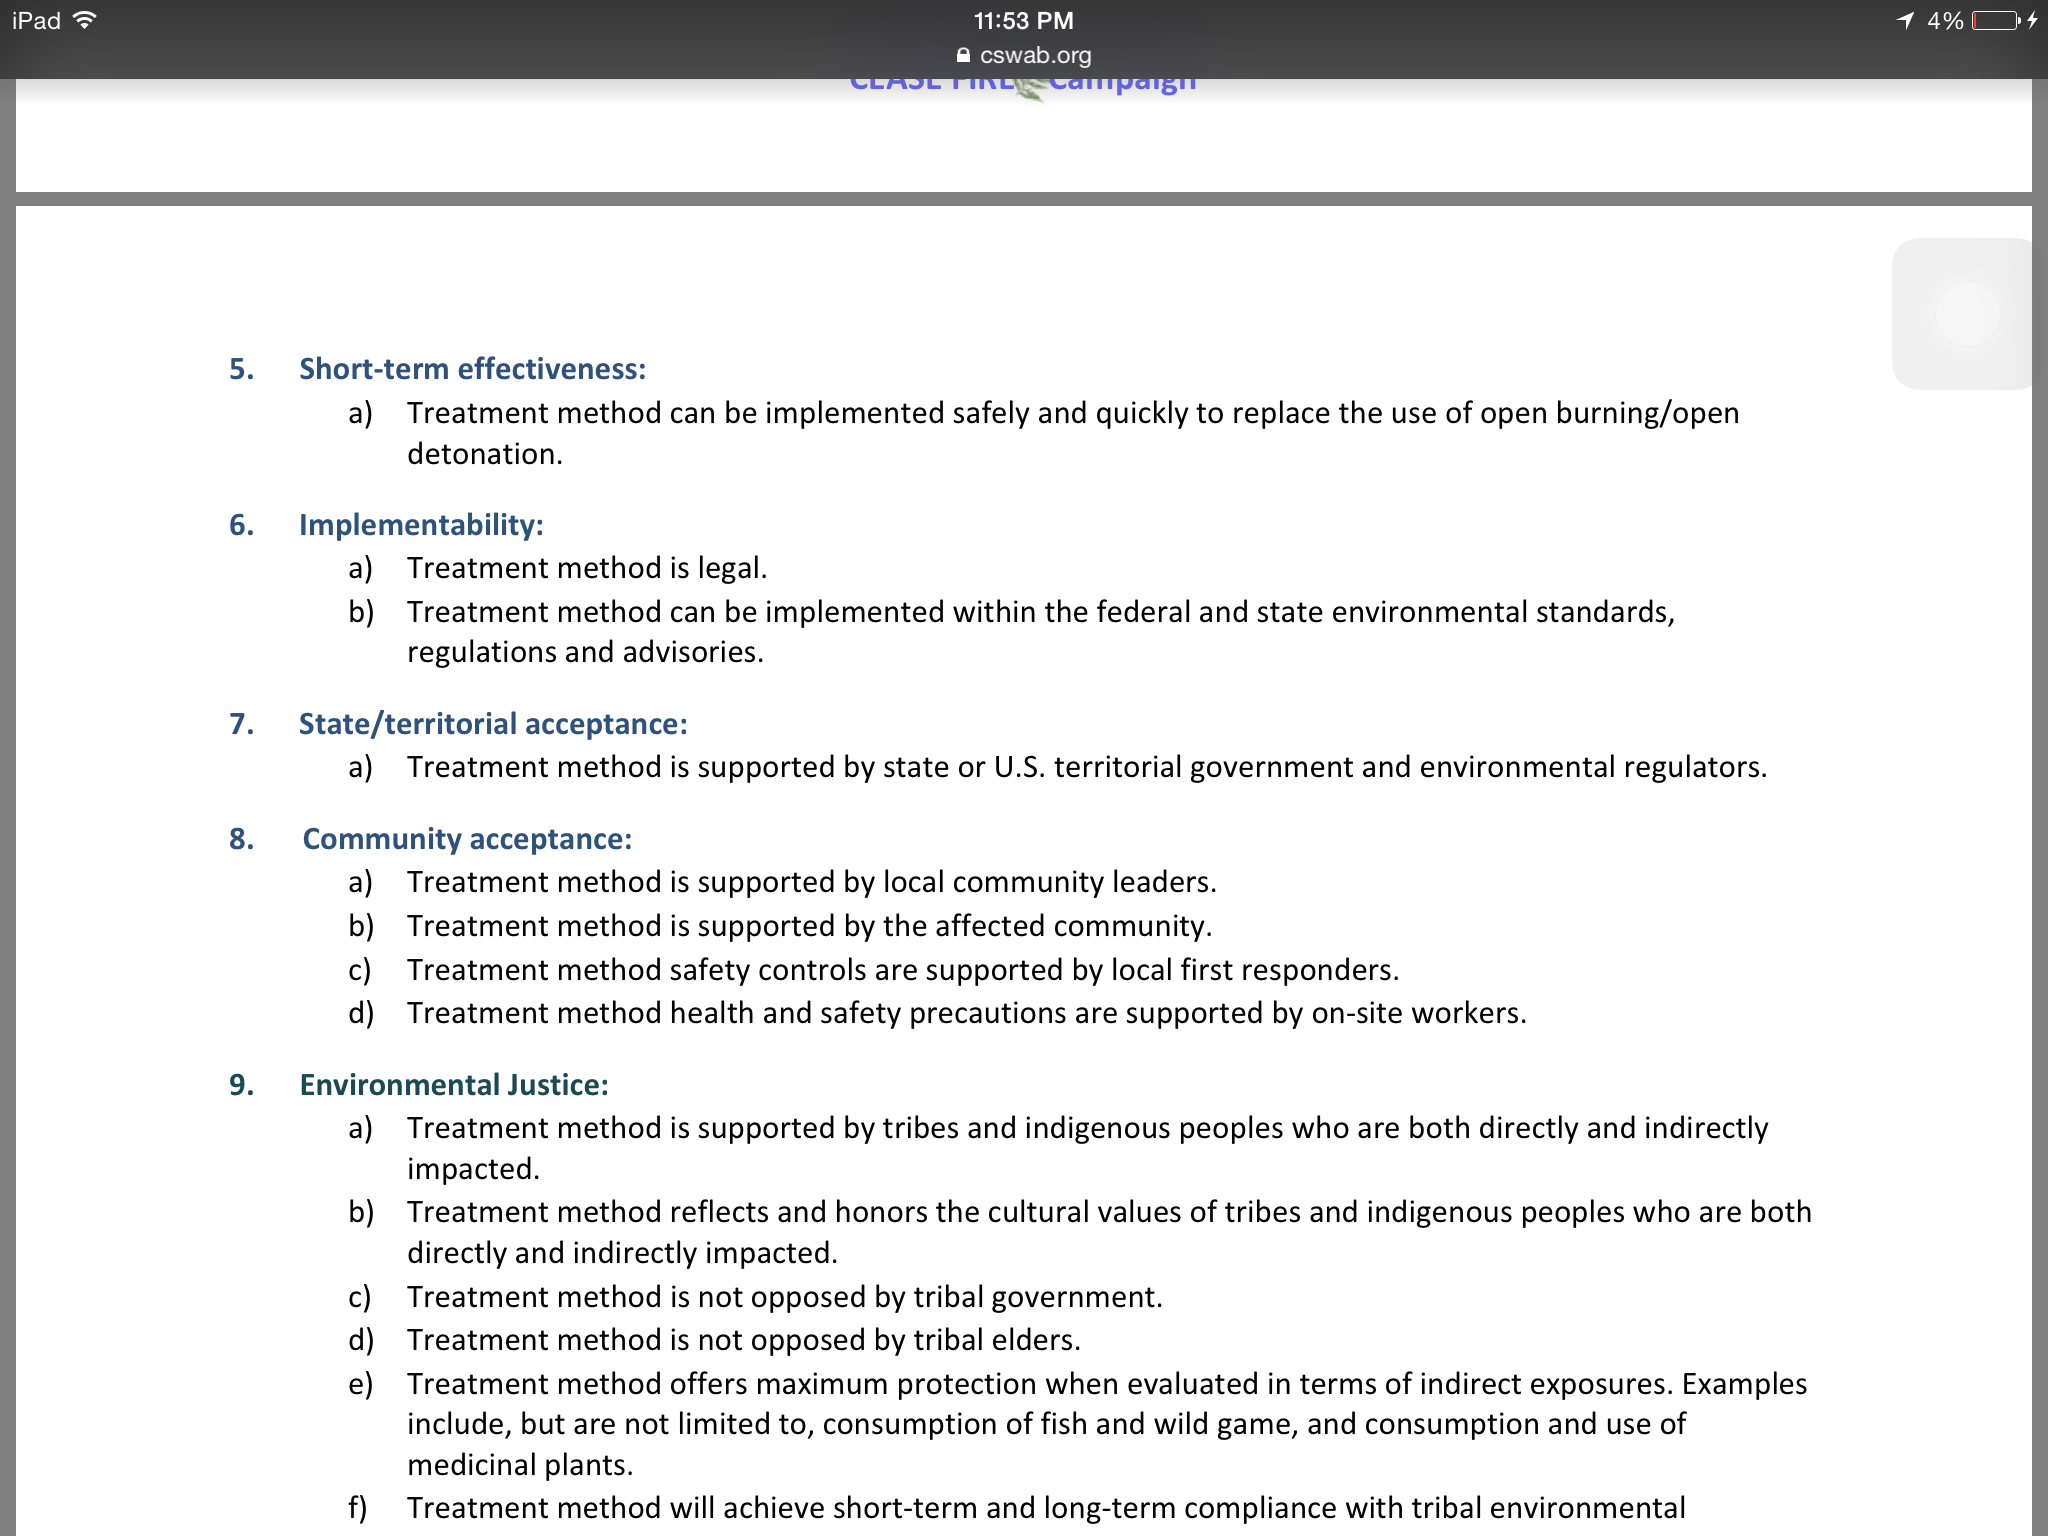 iPad
11:53 PM
4%
cswab.org
CEASE FIRE Campaign
5. Short-term effectiveness:
a) Treatment method can be implemented safely and quickly to replace the use of open burning/open
detonation.
6. Implementability:
a) Treatment method is legal.
b) Treatment method can be implemented within the federal and state environmental standards,
regulations and advisories.
7. State/territorial acceptance:
a) Treatment method is supported by state or U.S. territorial government and environmental regulators.
8. Community acceptance:
a) Treatment method is supported by local community leaders.
b) Treatment method is supported by the affected community.
c) Treatment method safety controls are supported by local first responders.
d) Treatment method health and safety precautions are supported by on-site workers.
9. Environmental Justice:
a) Treatment method is supported by tribes and indigenous peoples who are both directly and indirectly
impacted.
b) Treatment method reflects and honors the cultural values of tribes and indigenous peoples who are both
directly and indirectly impacted.
c) Treatment method is not opposed by tribal government.
d) Treatment method is not opposed by tribal elders.
e) Treatment method offers maximum protection when evaluated in terms of indirect exposures. Examples
include, but are not limited to, consumption of fish and wild game, and consumption and use of
medicinal plants.
f) Treatment method will achieve short-term and long-term compliance with tribal environmental